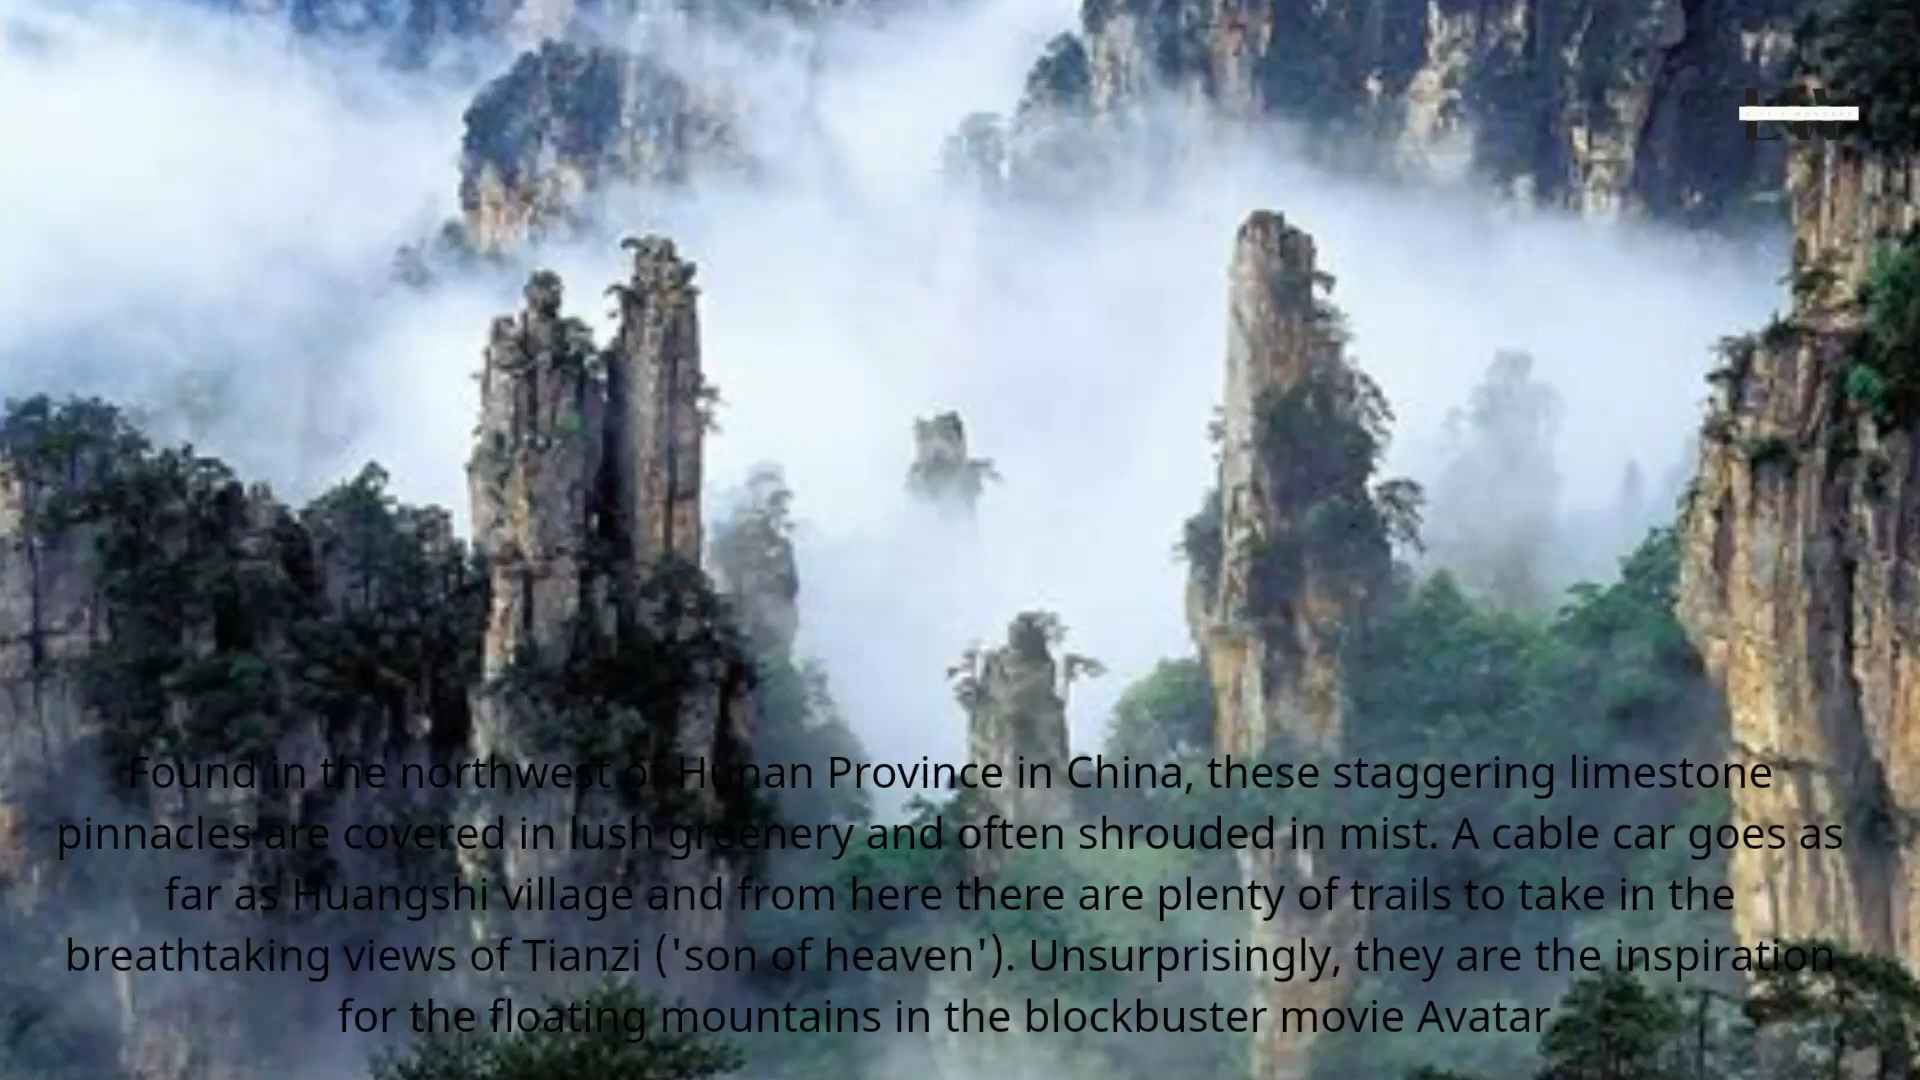 Found in the northwest of Hunan Province in China, these staggering limestone
pinnacles are covered in lush greenery and often shrouded in mist. A cable car goes as
far as Huangshi village and from here there are plenty of trails to take in the
breathtaking views of Tianzi ('son of heaven'). Unsurprisingly, they are the inspiration
for the floating mountains in the blockbuster movie Avatar.